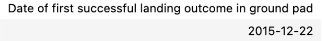 Date of first successful landing outcome in ground pad
2015-12-22